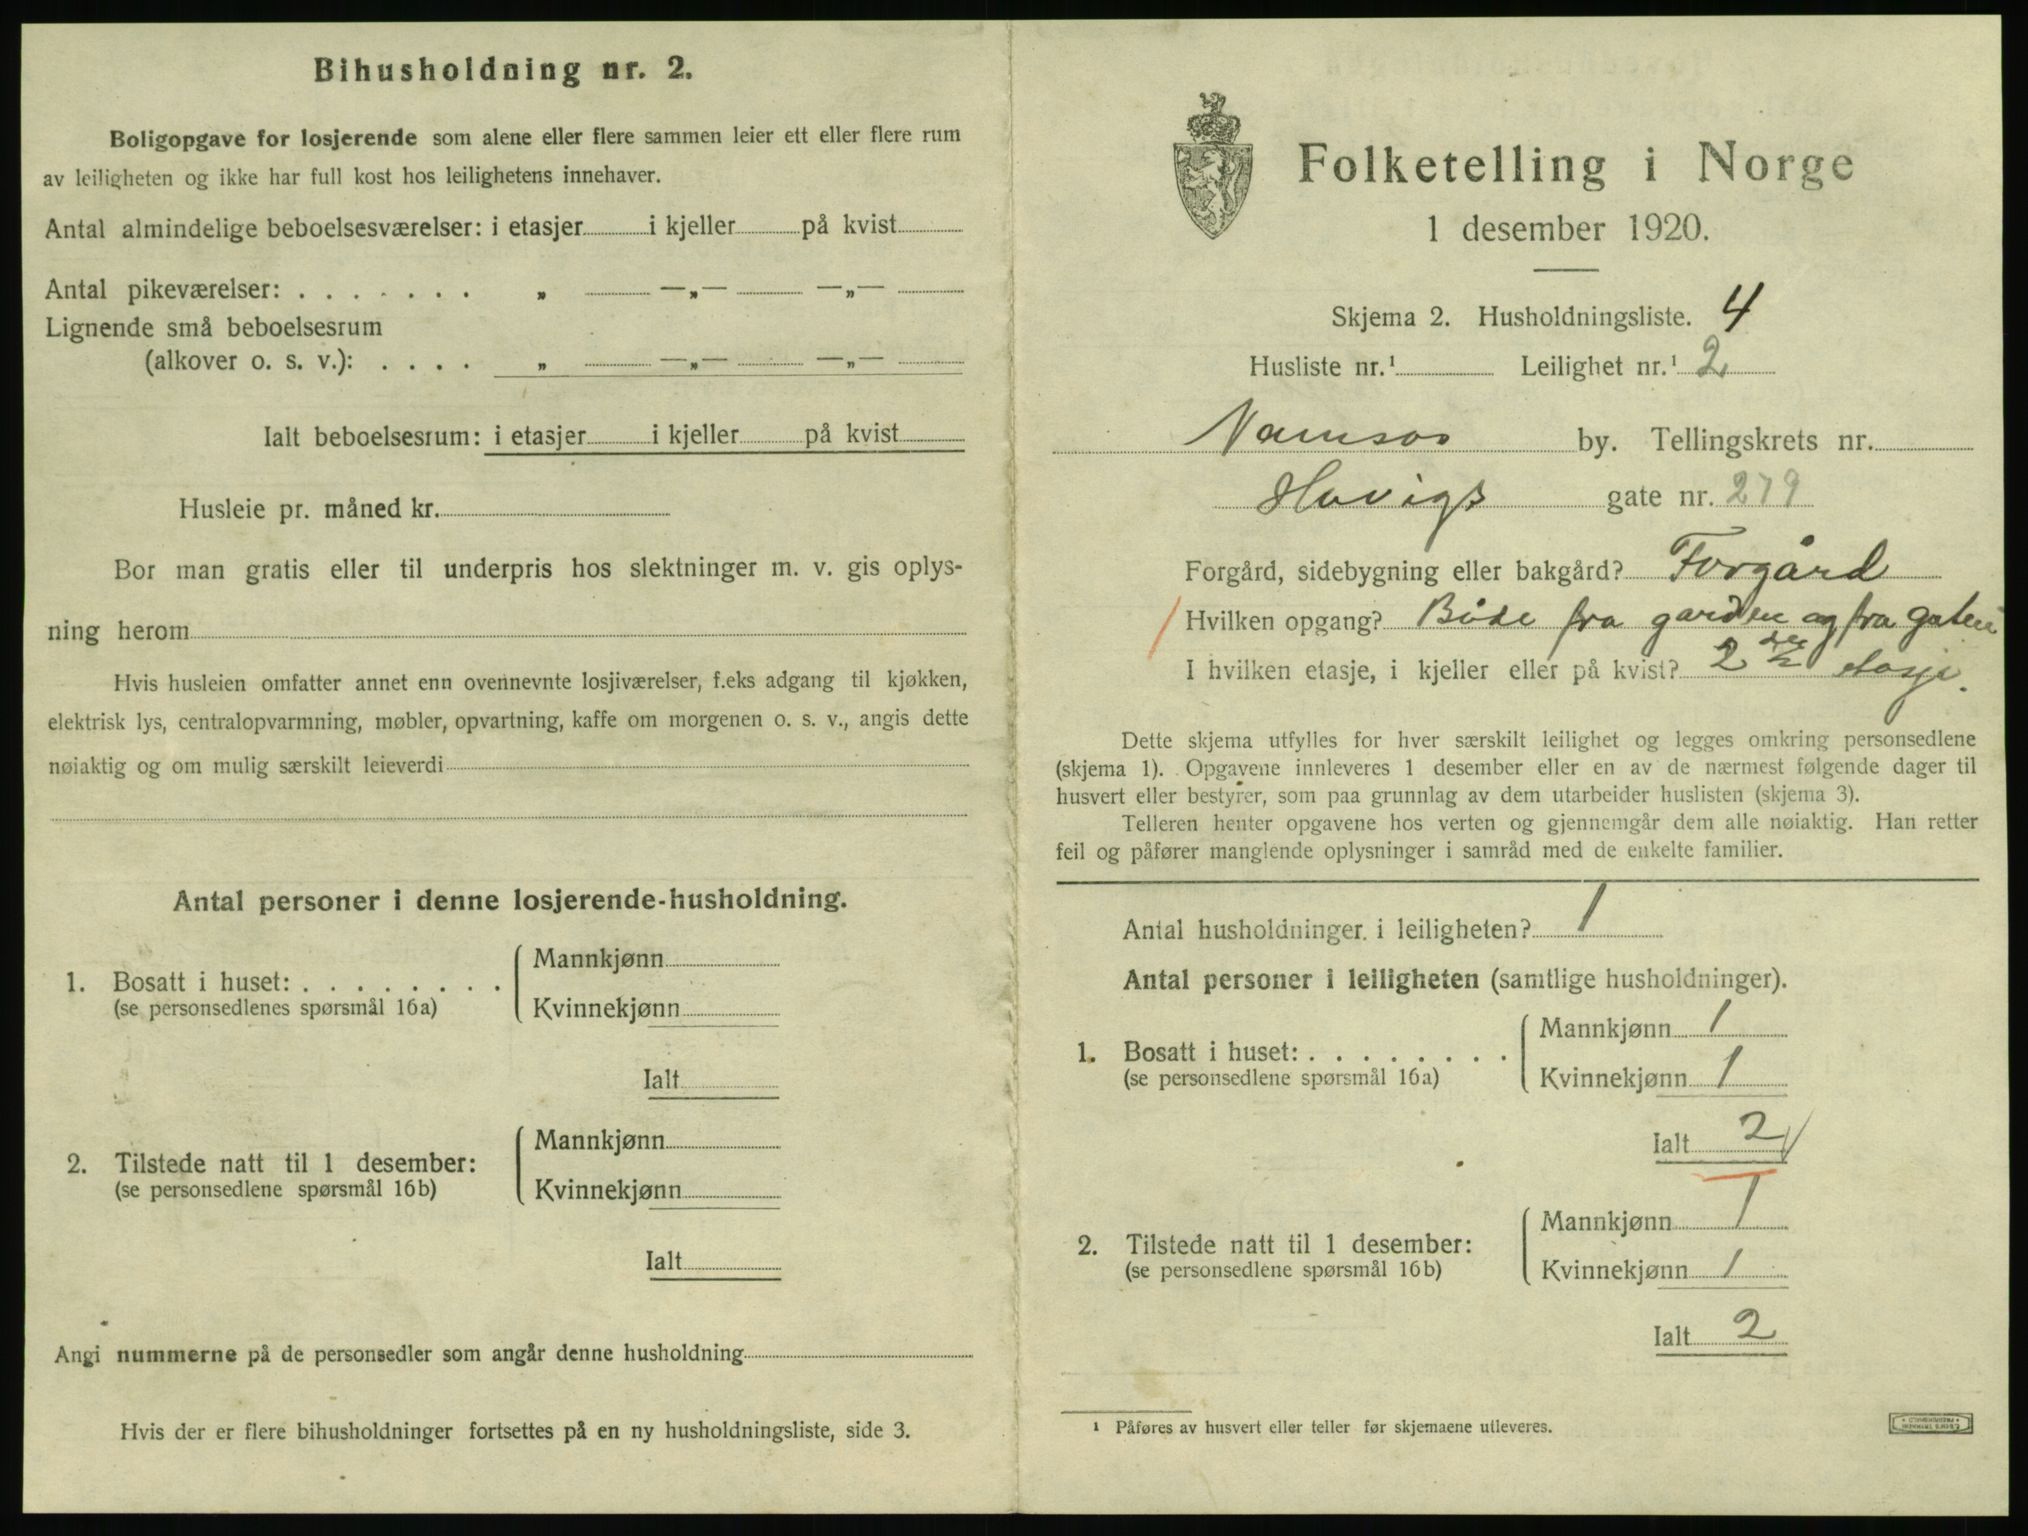 Bihusholdning nr. 2.
Boligopgave for losjerende som alene eller flere sammen leier ett eller flere rum
av leiligheten og ikke har full kost hos leilighetens innehaver.
Antal almindelige beboelsesværelser: i etasjer i kjeller på kvist
Antal pikeværelser: . . . . . . . „ —„— —„—
Lignende små beboelsesrum
(alkover o. s. v.): . . . . „ —„— —„—
Ialt beboelsesrum: i etasjer i kjeller på kvist
Husleie pr. måned kr.
Bor man gratis eller til underpris hos slektninger m. v. gis oplys-
ning herom
Hvis husleien omfatter annet enn ovennevnte losjiværelser, f.eks adgang til kjøkken,
elektrisk lys, centralopvarmning, møbler, opvartning, kaffe om morgenen o. s. v., angis dette
nøiaktig og om mulig særskilt leieverdi
Antal personer i denne losjerende-husholdning.
1. Bosatt i huset: . . . . . . . . Mannkjønn
(se personsedlenes spørsmål 16a) Kvinnekjønn
Ialt
2. Tilstede natt til 1 desember: Mannkjønn
(se personsedlene spørsmål 16b) Kvinnekjønn
Ialt
Angi nummerne på de personsedler som angår denne husholdning
Hvis der er flere bihusholdninger fortsettes på en ny husholdningsliste, side 3.
Folketelling i Norge
1 desember 1920.
Skjema 2. Husholdningsliste. 4
Husliste nr.¹ Leilighet nr.¹ 2
Namsos by. Tellingskrets nr.
Havigs gate nr. 279
Forgård, sidebygning eller bakgård? Forgård
Hvilken opgang? Både fra garden og fra gaten
I hvilken etasje, i kjeller eller på kvist? 2 den etasje.
Dette skjema utfylles for hver særskilt leilighet og legges omkring personsedlene
(skjema 1). Opgavene innleveres 1 desember eller en av de nærmest følgende dager til
husvert eller bestyrer, som paa grunnlag av dem utarbeider huslisten (skjema 3).
Telleren henter opgavene hos verten og gjennemgår dem alle nøiaktig. Han retter
feil og påfører manglende oplysninger i samråd med de enkelte familier.
Antal husholdninger i leiligheten? 1
Antal personer i leiligheten (samtlige husholdninger).
1. Bosatt i huset: . . . . . . . . Mannkjønn 1
(se personsedlene spørsmål 16a) Kvinnekjønn 1
Ialt 2
2. Tilstede natt til 1 desember: Mannkjønn 1
(se personsedlene spørsmål 16b) Kvinnekjønn 1
Ialt 2
¹ Påføres av husvert eller teller før skjemaene utleveres.